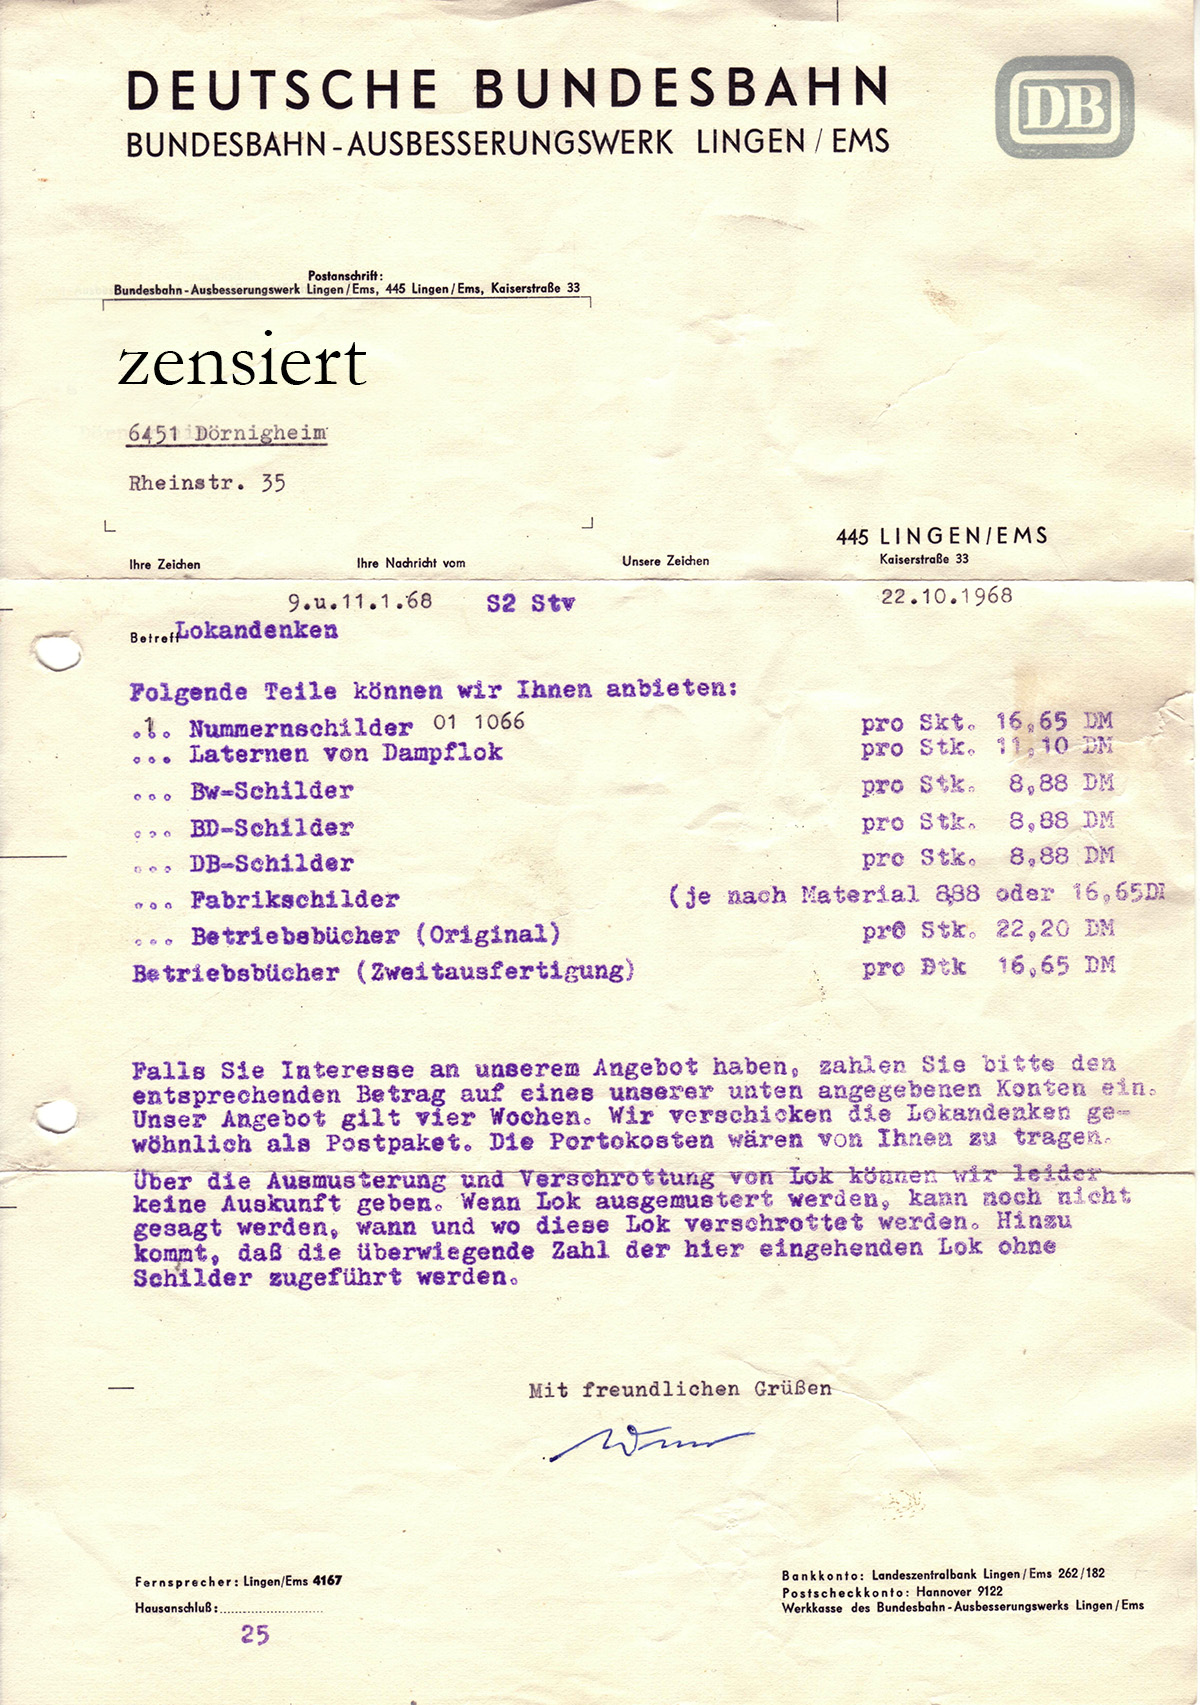 DEUTSCHE BUNDESBAHN
BUNDESBAHN-AUSBESSERUNGSWERK LINGEN/EMS
DB
Postanschrift:
Bundesbahn-Ausbesserungswerk Lingen/Ems, 445 Lingen/Ems, Kaiserstraße 33
zensiert
6451 Dörnigheim
Rheinstr. 35
445 LINGEN/EMS
Kaiserstraße 33
Ihre Zeichen Ihre Nachricht vom Unsere Zeichen
9.u.11.1.68 S2 Stv 22.10.1968
Betreff Lokandenken
Folgende Teile können wir Ihnen anbieten:
.1. Nummernschilder 01 1066 pro Skt. 16,65 DM
... Laternen von Dampflok pro Stk. 11,10 DM
... Bw-Schilder pro Stk. 8,88 DM
... BD-Schilder pro Stk. 8,88 DM
... DB-Schilder pro Stk. 8,88 DM
... Fabrikschilder (je nach Material 8,88 oder 16,65DM
... Betriebsbücher (Original) pro Stk. 22,20 DM
Betriebsbücher (Zweitausfertigung) pro Dtk 16,65 DM
Falls Sie Interesse an unserem Angebot haben, zahlen Sie bitte den
entsprechenden Betrag auf eines unserer unten angegebenen Konten ein.
Unser Angebot gilt vier Wochen. Wir verschicken die Lokandenken ge-
wöhnlich als Postpaket. Die Portokosten wären von Ihnen zu tragen.
Über die Ausmusterung und Verschrottung von Lok können wir leider
keine Auskunft geben. Wenn Lok ausgemustert werden, kann noch nicht
gesagt werden, wann und wo diese Lok verschrottet werden. Hinzu
kommt, daß die überwiegende Zahl der hier eingehenden Lok ohne
Schilder zugeführt werden.
Mit freundlichen Grüßen
Fernsprecher: Lingen/Ems 4167
Hausanschluß:
25
Bankkonto: Landeszentralbank Lingen/Ems 262/182
Postscheckkonto: Hannover 9122
Werkkasse des Bundesbahn-Ausbesserungswerks Lingen/Ems